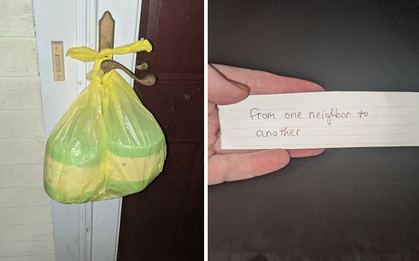 from one neighbor to
another